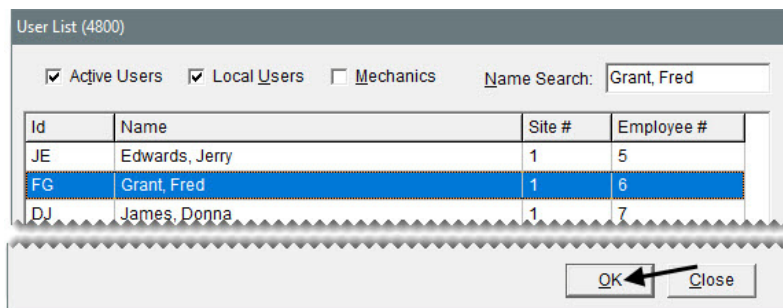 User List (4800)
Active Users Local Users Mechanics Name Search: Grant, Fred
Id Name Site # Employee #
JE Edwards, Jerry 1 5
FG Grant, Fred 1 6
DJ James, Donna 1 7
OK Close